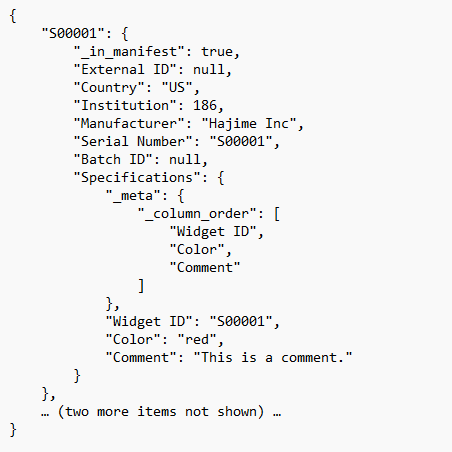 {
    "S00001": {
        "_in_manifest": true,
        "External ID": null,
        "Country": "US",
        "Institution": 186,
        "Manufacturer": "Hajime Inc",
        "Serial Number": "S00001",
        "Batch ID": null,
        "Specifications": {
            "_meta": {
                "_column_order": [
                    "Widget ID",
                    "Color",
                    "Comment"
                ]
            },
            "Widget ID": "S00001",
            "Color": "red",
            "Comment": "This is a comment."
        }
    },
    … (two more items not shown) …
}